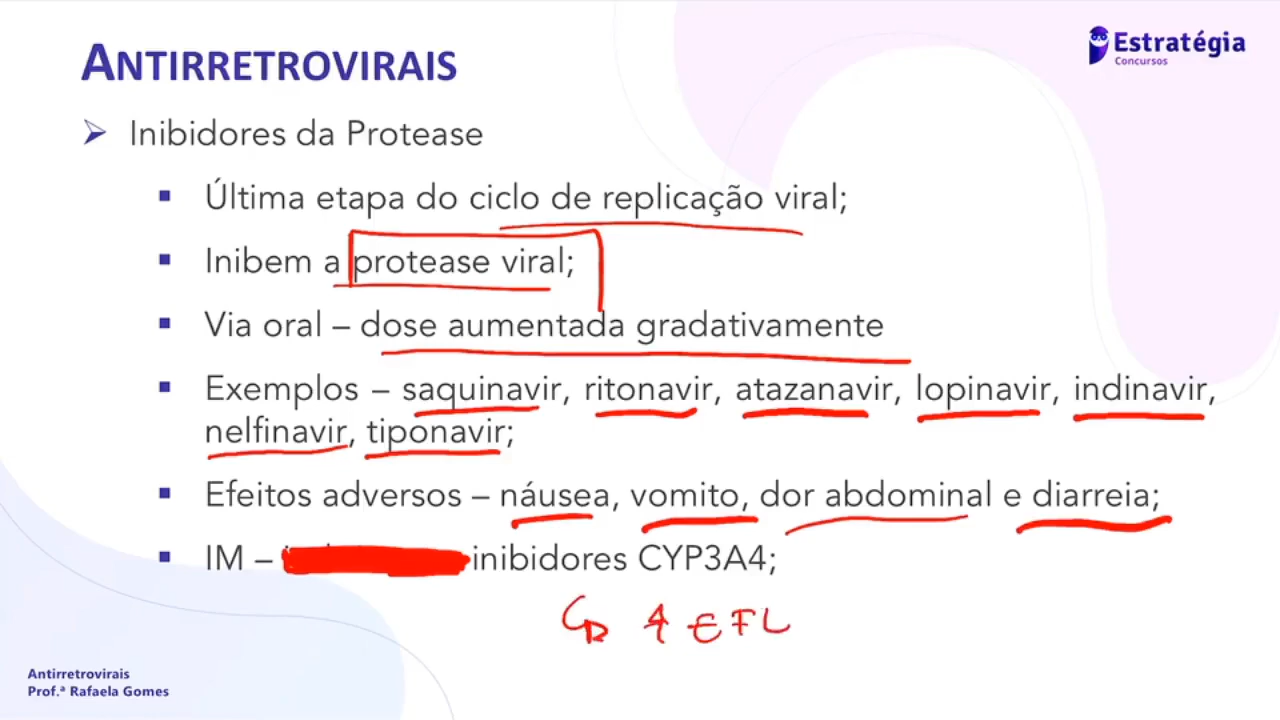 ANTIRRETROVIRAIS
Estratégia
Concursos
➤ Inibidores da Protease
▪ Última etapa do ciclo de replicação viral;
▪ Inibem a protease viral;
▪ Via oral – dose aumentada gradativamente
▪ Exemplos – saquinavir, ritonavir, atazanavir, lopinavir, indinavir,
nelfinavir, tiponavir;
▪ Efeitos adversos – náusea, vomito, dor abdominal e diarreia;
▪ IM – inibidores CYP3A4;
Antirretrovirais
Prof.ª Rafaela Gomes